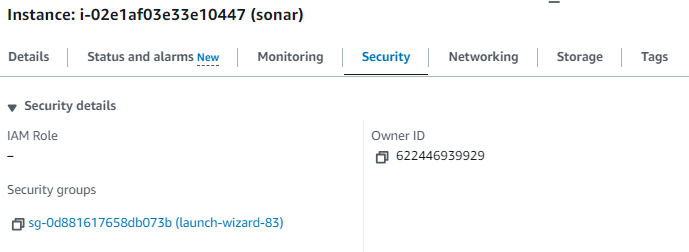 Instance: i-02e1af03e33e10447 (sonar)
Details Status and alarms New Monitoring Security Networking Storage Tags
Security details
IAM Role
–
Owner ID
622446939929
Security groups
sg-0d881617658db073b (launch-wizard-83)